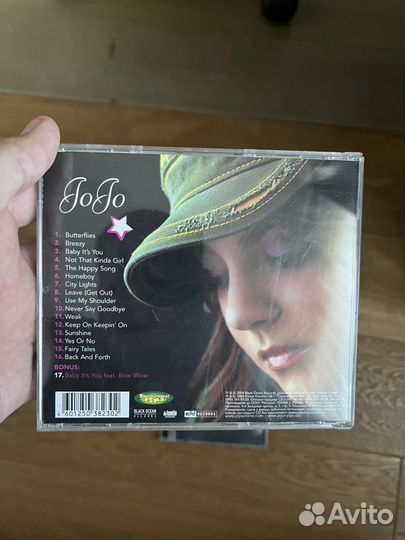 JoJo
1. Butterflies
2. Breezy
3. Baby It's You
4. Not That Kinda Girl
5. The Happy Song
6. Homeboy
7. City Lights
8. Leave (Get Out)
9. Use My Shoulder
10. Never Say Goodbye
11. Weak
12. Keep On Keepin' On
13. Sunshine
14. Yes Or No
15. Fairy Tales
16. Back And Forth
BONUS:
17. Baby It's You feat. Bow Wow
4601250382302
BLACK OCEAN
RECORDS
RECORDS
Avito